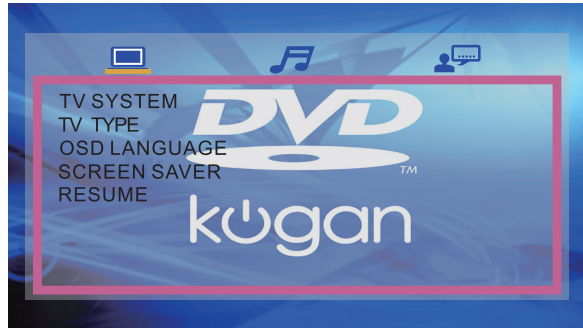 TV SYSTEM
TV TYPE
OSD LANGUAGE
SCREEN SAVER
RESUME
DVD
TM
kogan